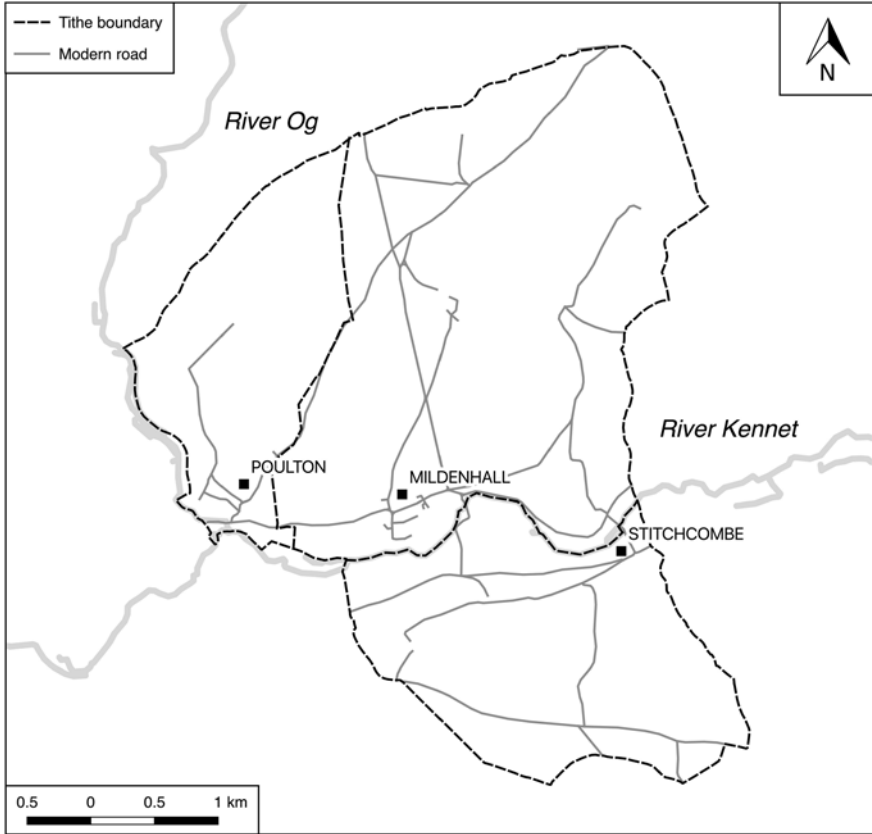 Tithe boundary
Modern road
N
River Og
River Kennet
POULTON
MILDENHALL
STITCHCOMBE
0.5 0 0.5 1 km